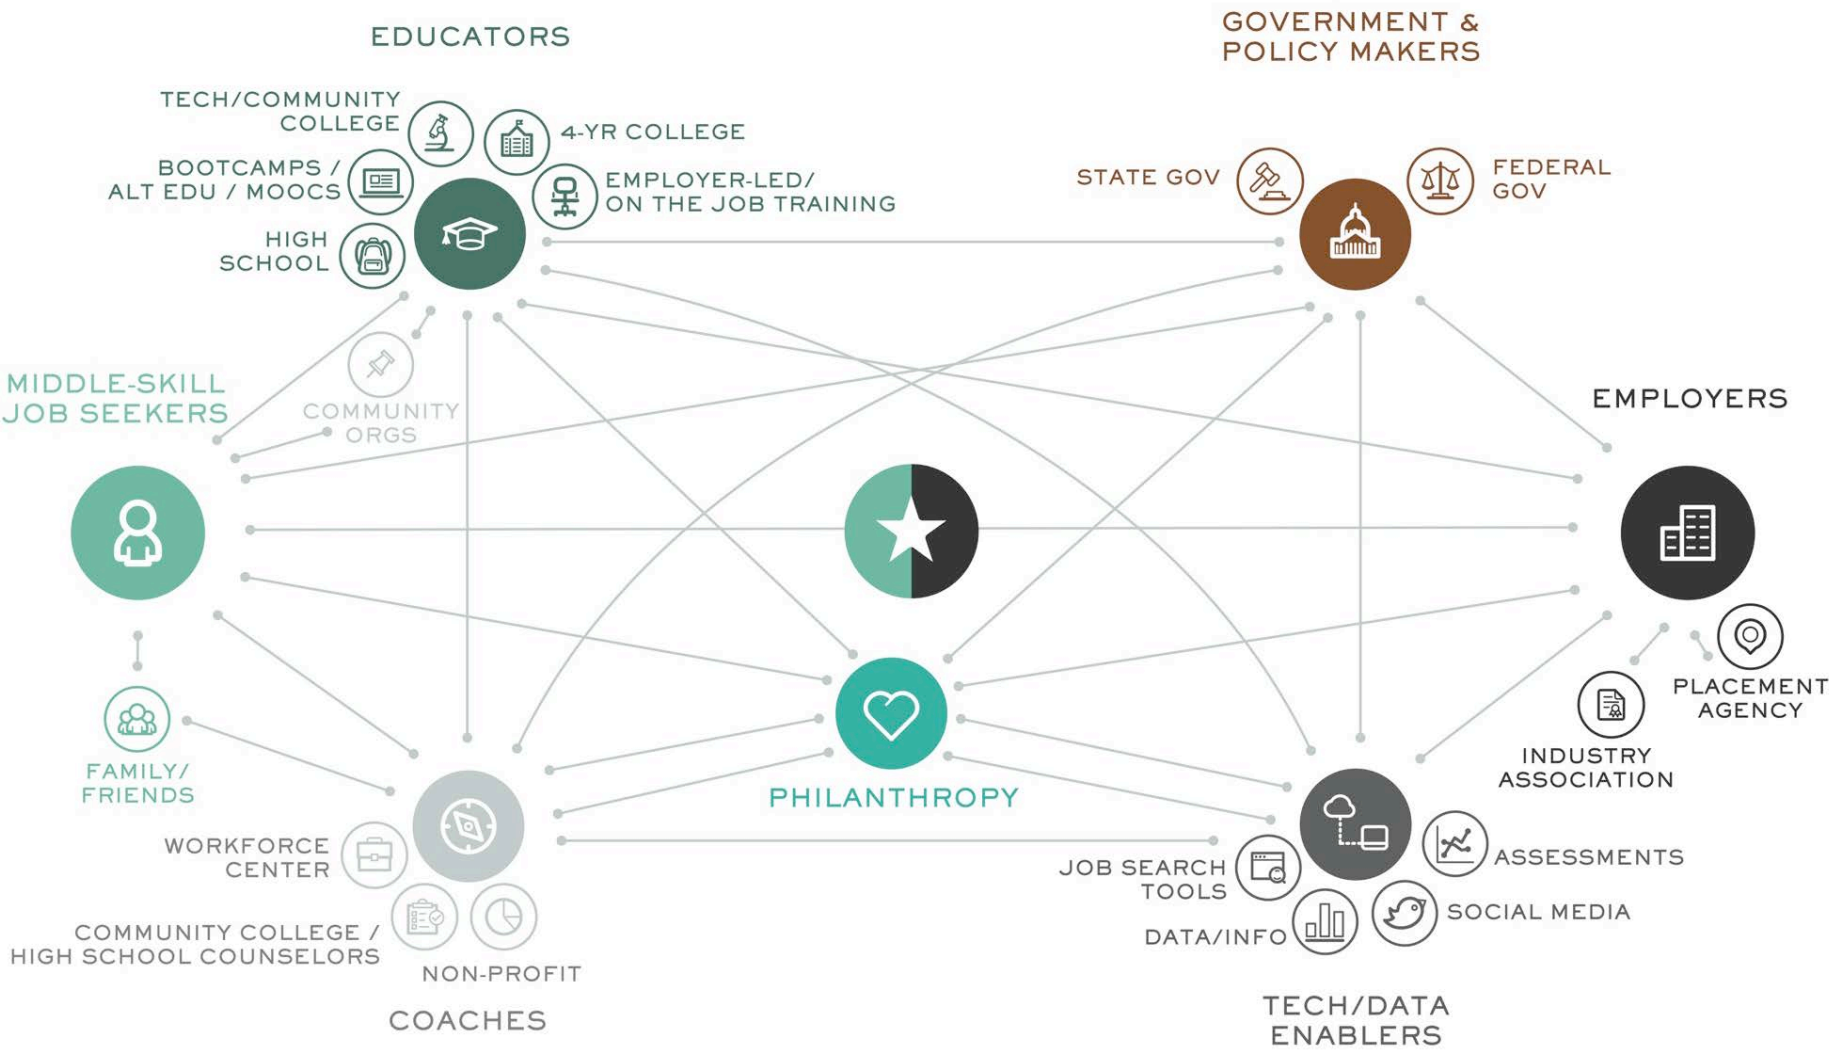 EDUCATORS
GOVERNMENT &
POLICY MAKERS
TECH/COMMUNITY
COLLEGE
4-YR COLLEGE
BOOTCAMPS /
ALT EDU / MOOCS
EMPLOYER-LED/
ON THE JOB TRAINING
HIGH
SCHOOL
STATE GOV
FEDERAL
GOV
MIDDLE-SKILL
JOB SEEKERS
COMMUNITY
ORGS
EMPLOYERS
PLACEMENT
AGENCY
INDUSTRY
ASSOCIATION
FAMILY/
FRIENDS
PHILANTHROPY
WORKFORCE
CENTER
COMMUNITY COLLEGE /
HIGH SCHOOL COUNSELORS
NON-PROFIT
COACHES
JOB SEARCH
TOOLS
ASSESSMENTS
DATA/INFO
SOCIAL MEDIA
TECH/DATA
ENABLERS